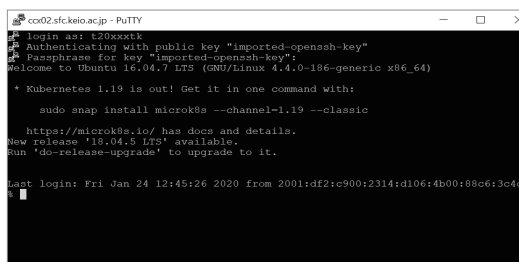 ccx02.sfc.keio.ac.jp - PuTTY
login as: t20xxxtk
Authenticating with public key "imported-openssh-key"
Passphrase for key "imported-openssh-key":
Welcome to Ubuntu 16.04.7 LTS (GNU/Linux 4.4.0-186-generic x86_64)
* Kubernetes 1.19 is out! Get it in one command with:
sudo snap install microk8s --channel=1.19 --classic
https://microk8s.io/ has docs and details.
New release '18.04.5 LTS' available.
Run 'do-release-upgrade' to upgrade to it.
Last login: Fri Jan 24 12:45:26 2020 from 2001:df2:c900:2314:d106:4b00:88c6:3c4
%